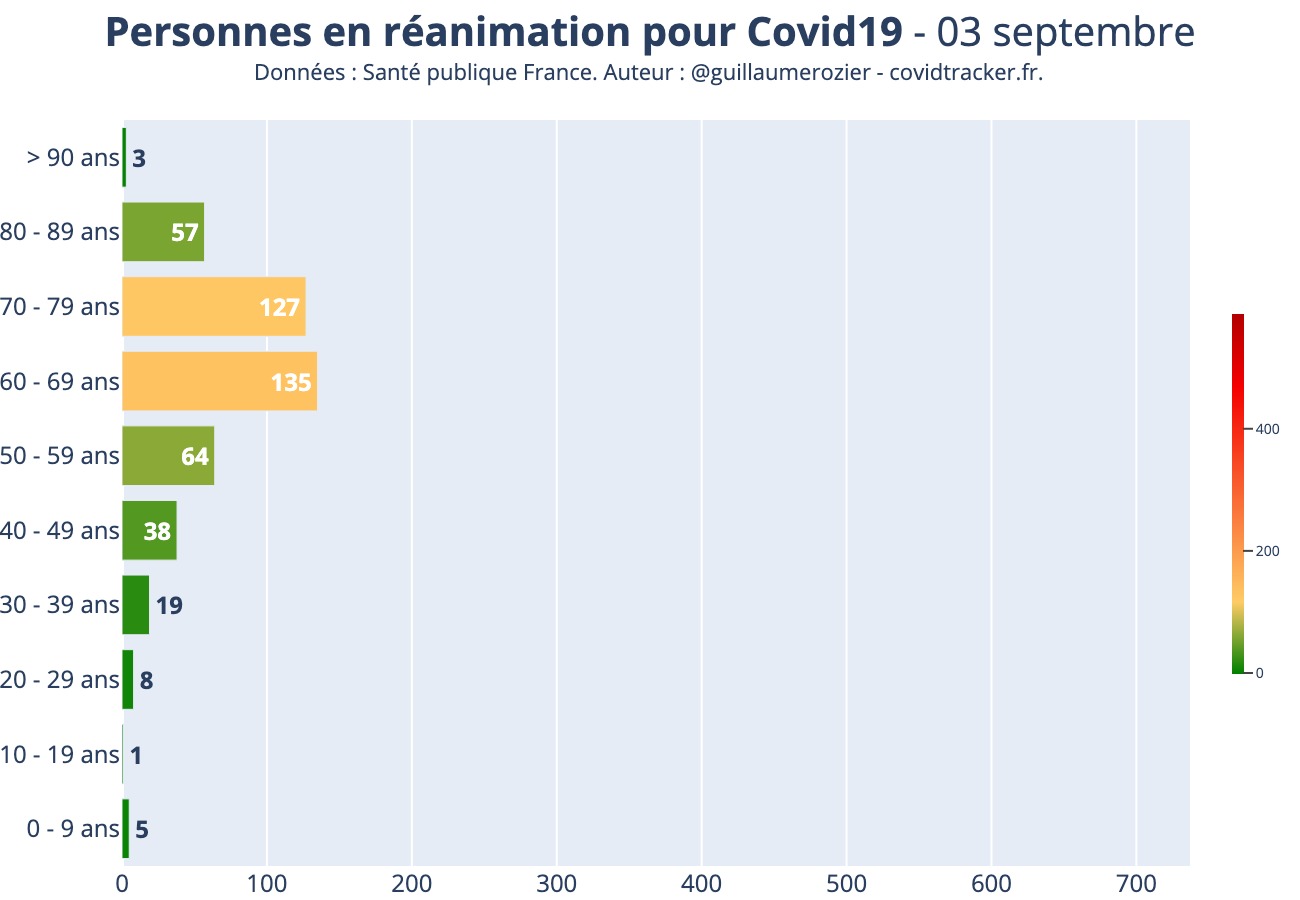 Personnes en réanimation pour Covid19 - 03 septembre
Données : Santé publique France. Auteur : @guillaumerozier - covidtracker.fr.
> 90 ans 3
80 - 89 ans 57
70 - 79 ans 127
60 - 69 ans 135
50 - 59 ans 64
40 - 49 ans 38
30 - 39 ans 19
20 - 29 ans 8
10 - 19 ans 1
0 - 9 ans 5
0 100 200 300 400 500 600 700
400
200
0